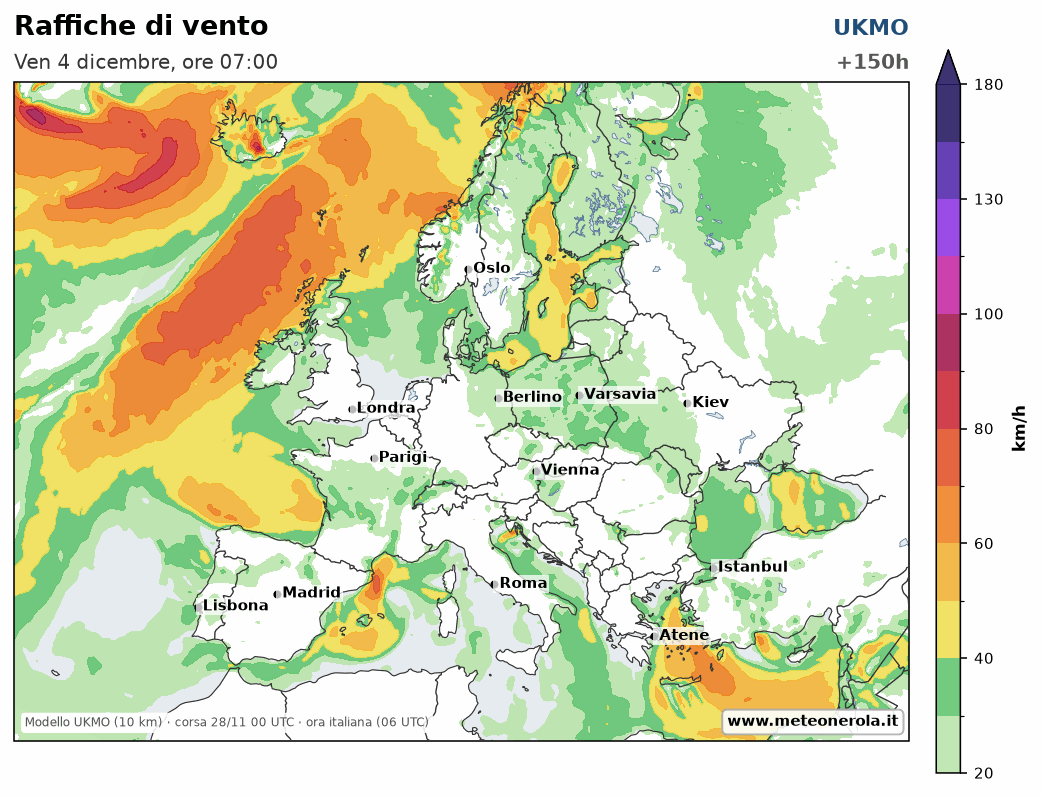 Raffiche di vento
UKMO
Ven 4 dicembre, ore 07:00
+150h
180
130
100
80
60
40
20
km/h
Oslo
Berlino
Varsavia
Kiev
Londra
Parigi
Vienna
Istanbul
Roma
Madrid
Lisbona
Atene
Modello UKMO (10 km) · corsa 28/11 00 UTC · ora italiana (06 UTC)
www.meteonerola.it